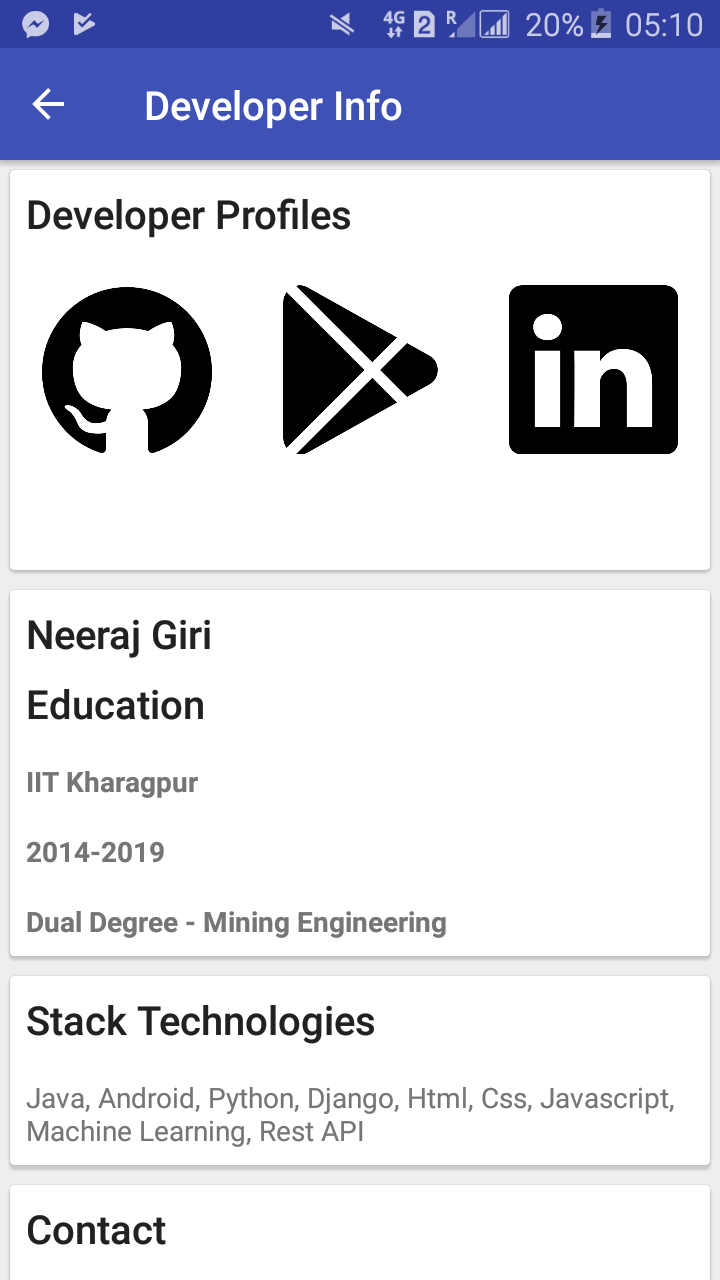 4G 2 R 20% 05:10
Developer Info
Developer Profiles
in
Neeraj Giri
Education
IIT Kharagpur
2014-2019
Dual Degree - Mining Engineering
Stack Technologies
Java, Android, Python, Django, Html, Css, Javascript,
Machine Learning, Rest API
Contact